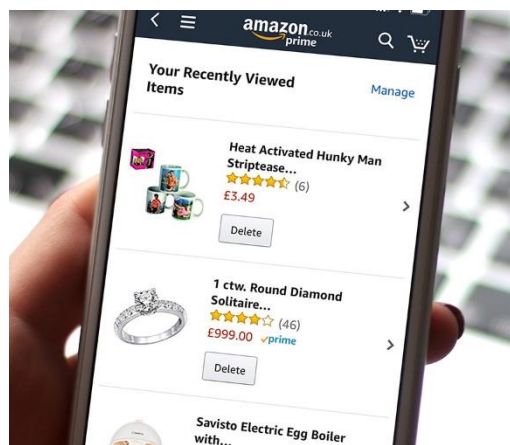 amazon.co.uk
prime
Your Recently Viewed
Items
Manage
Heat Activated Hunky Man
Striptease...
(6)
£3.49
Delete
1 ctw. Round Diamond
Solitaire...
(46)
£999.00 prime
Delete
Savisto Electric Egg Boiler
with...